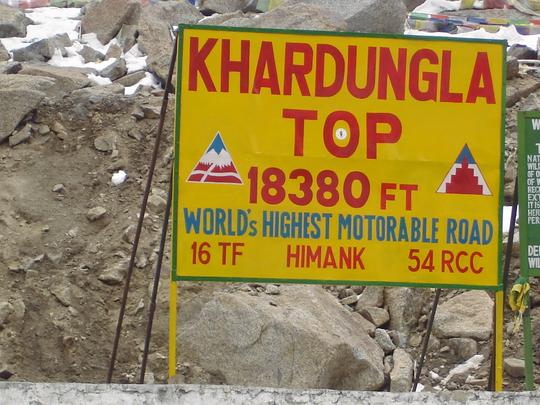 KHARDUNGLA
TOP
18380 FT
WORLD's HIGHEST MOTORABLE ROAD
16 TF HIMANK 54 RCC